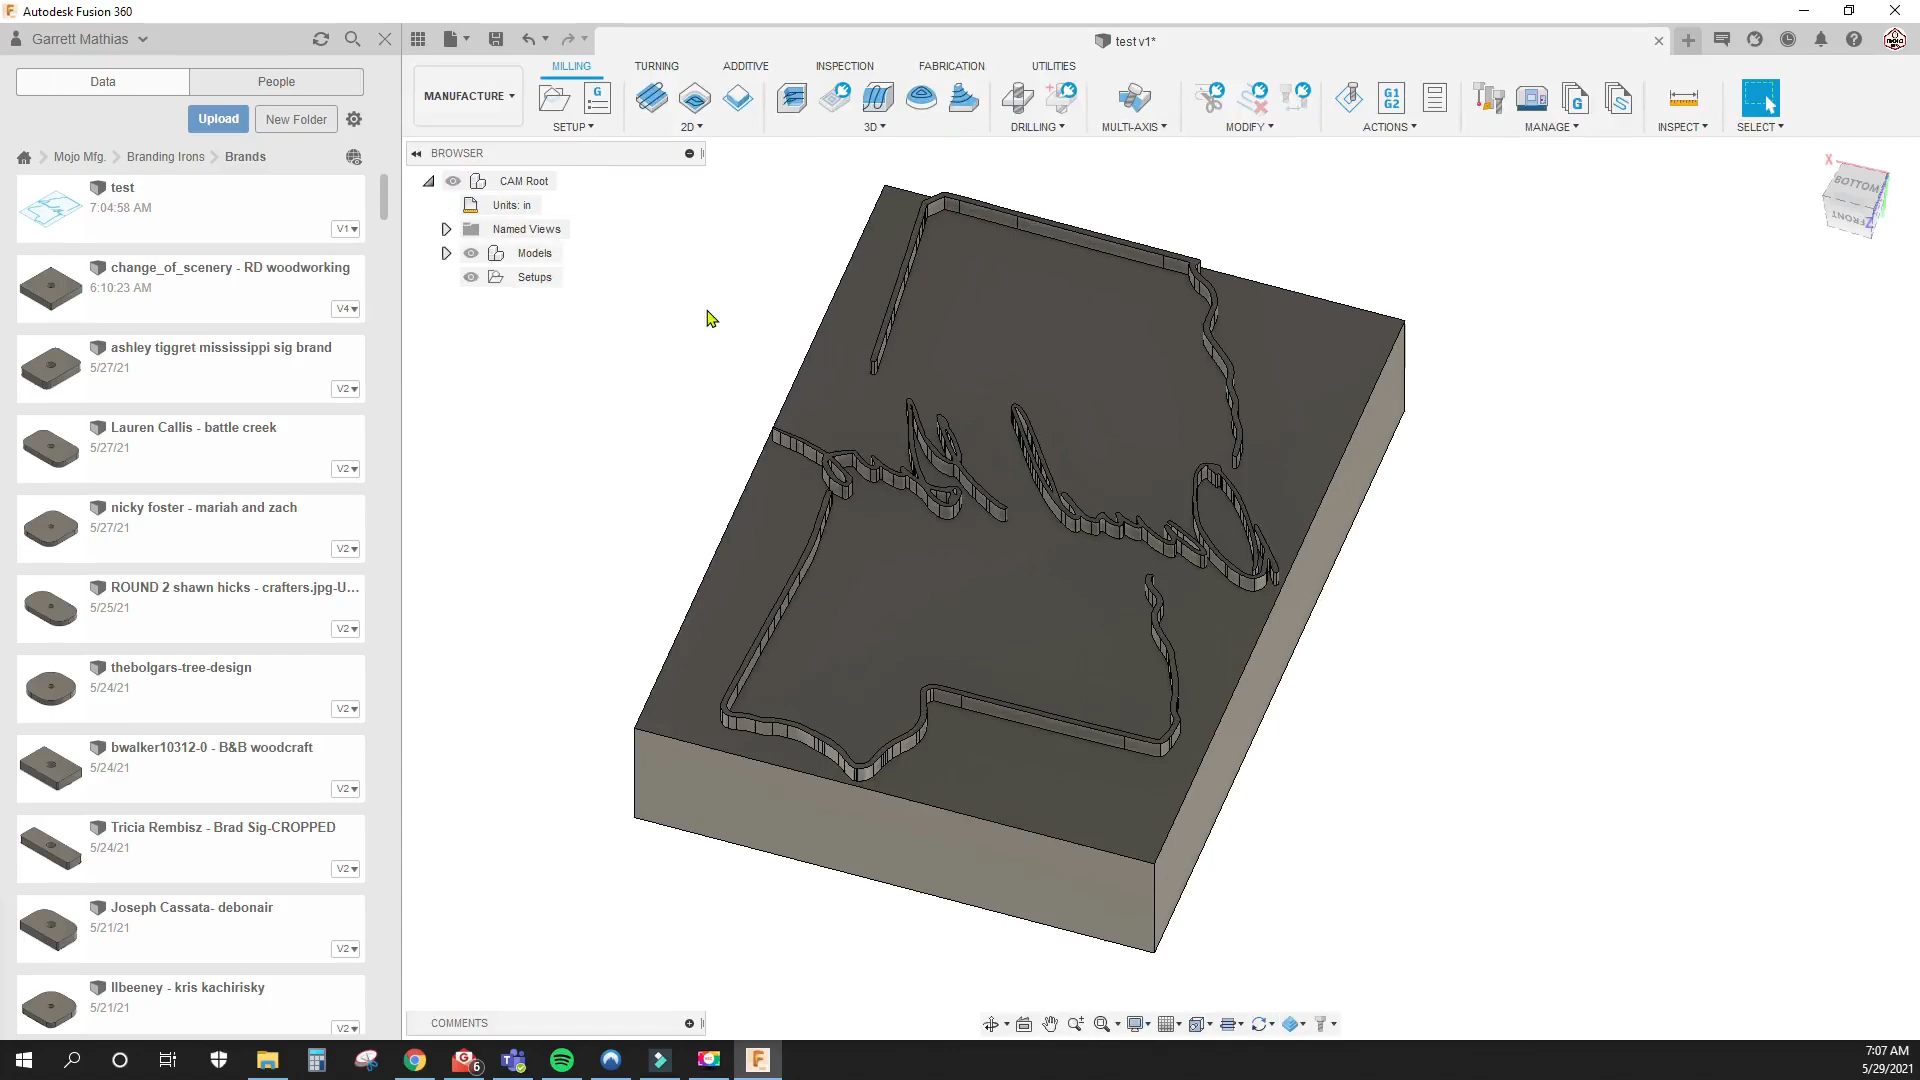 Autodesk Fusion 360
Garrett Mathias
test v1*
Data
People
MILLING
TURNING
ADDITIVE
INSPECTION
FABRICATION
UTILITIES
MANUFACTURE
Upload
New Folder
G
G1
G2
G
S
SETUP
2D
3D
DRILLING
MULTI-AXIS
MODIFY
ACTIONS
MANAGE
INSPECT
SELECT
Mojo Mfg.
Branding Irons
Brands
BROWSER
CAM Root
Units: in
Named Views
Models
Setups
X
BOTTOM
FRONT
Z
test
7:04:58 AM
V1
change_of_scenery - RD woodworking
6:10:23 AM
V4
ashley tiggret mississippi sig brand
5/27/21
V2
Lauren Callis - battle creek
5/27/21
V2
nicky foster - mariah and zach
5/27/21
V2
ROUND 2 shawn hicks - crafters.jpg-U...
5/25/21
V2
thebolgars-tree-design
5/24/21
V2
bwalker10312-0 - B&B woodcraft
5/24/21
V2
Tricia Rembisz - Brad Sig-CROPPED
5/24/21
V2
Joseph Cassata- debonair
5/21/21
V2
llbeeney - kris kachirisky
5/21/21
V2
COMMENTS
6
7:07 AM
5/29/2021